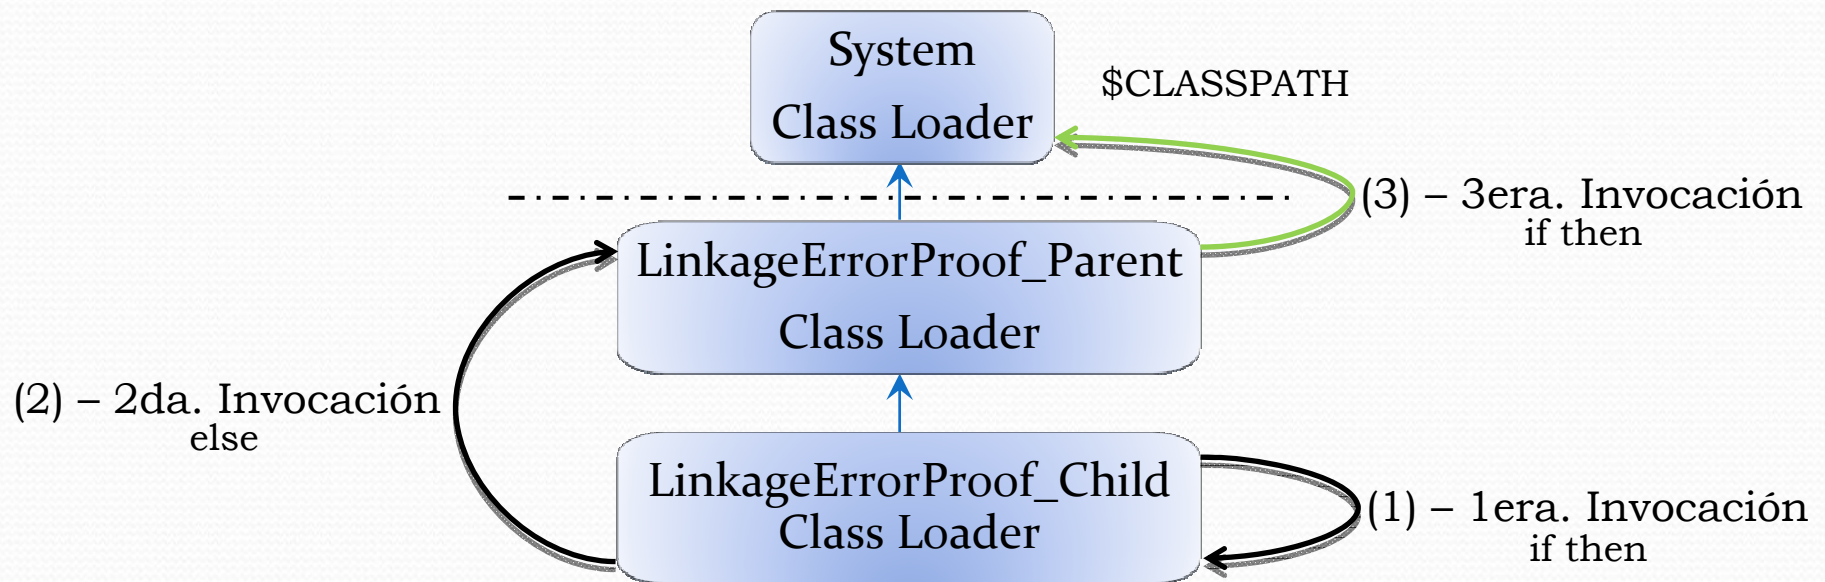 System
Class Loader
$CLASSPATH
(3) – 3era. Invocación
if then
LinkageErrorProof_Parent
Class Loader
(2) – 2da. Invocación
else
LinkageErrorProof_Child
Class Loader
(1) – 1era. Invocación
if then